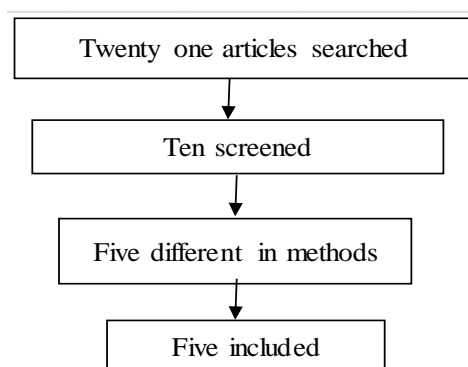 Twenty one articles searched
Ten screened
Five different in methods
Five included